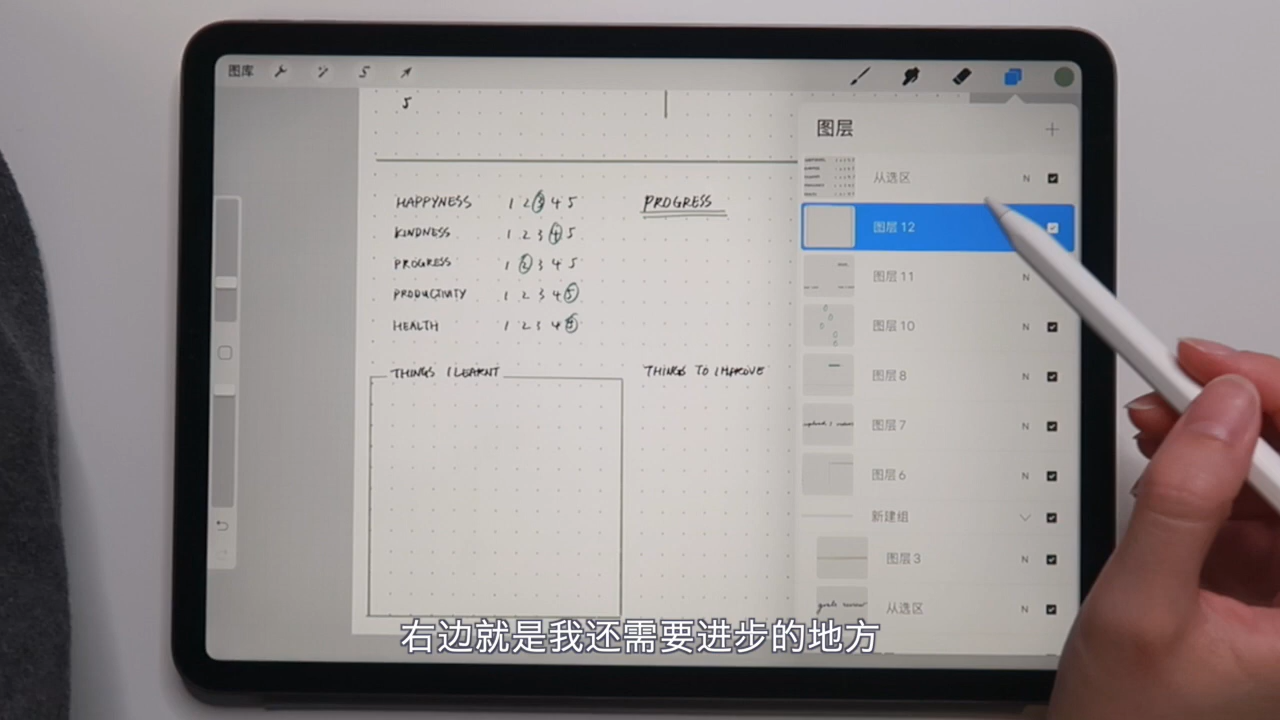 图库
5
图层
从选区 N
HAPPYNESS 1 2 3 4 5
PROGRESS
图层 12
KINDNESS 1 2 3 4 5
PROGRESS 1 2 3 4 5
图层 11 N
PRODUCTIVITY 1 2 3 4 5
HEALTH 1 2 3 4 5
图层 10 N
THINGS I LEARNT
THINGS TO IMPROVE
图层 8 N
图层 7 N
图层 6 N
新建组
图层 3 N
goals review
从选区 N
右边就是我还需要进步的地方